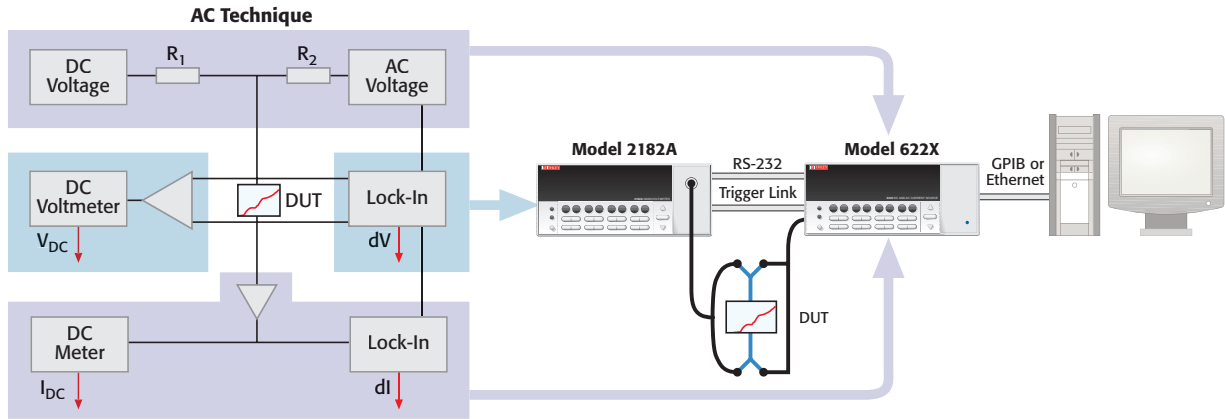 AC Technique
DC
Voltage
R1
R2
AC
Voltage
DC
Voltmeter
VDC
DUT
Lock-In
dV
DC
Meter
IDC
Lock-In
dI
Model 2182A
RS-232
Trigger Link
Model 622X
GPIB or
Ethernet
DUT